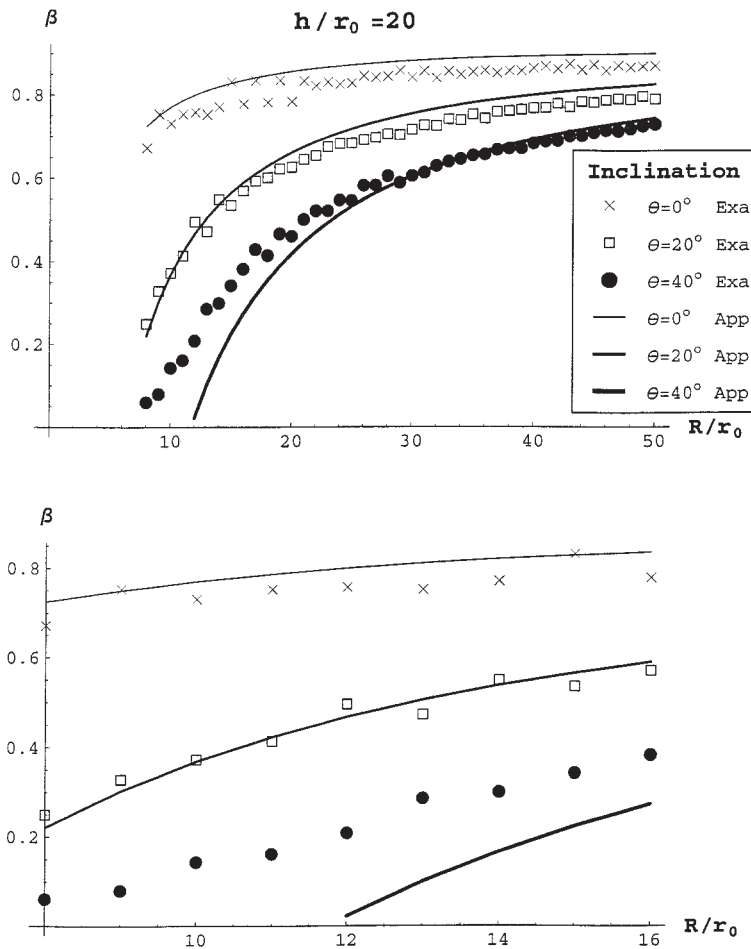 β
h/r₀ =20
0.8
0.6
0.4
0.2
10
20
30
40
50
R/r₀
Inclination
× θ=0° Exa
□ θ=20° Exa
● θ=40° Exa
θ=0° App
θ=20° App
θ=40° App
β
0.8
0.6
0.4
0.2
10
12
14
16
R/r₀